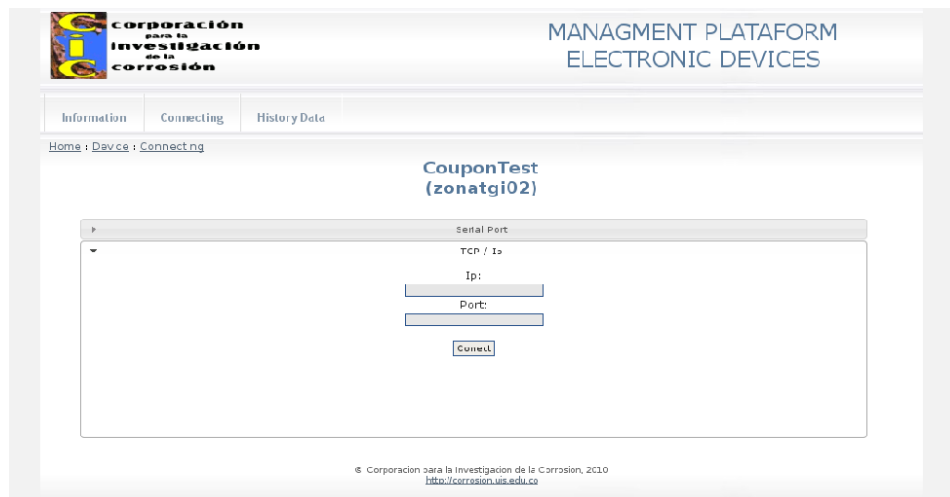 corporación
para la
investigación
de la
corrosión
CiC
MANAGMENT PLATAFORM
ELECTRONIC DEVICES
Information Connecting History Data
Home : Device : Connecting
CouponTest
(zonatgi02)
Serial Port
TCP / Ip
Ip:
Port:
Connect
© Corporacion para la Investigacion de la Corrosion, 2010
http://corrosion.uis.edu.co